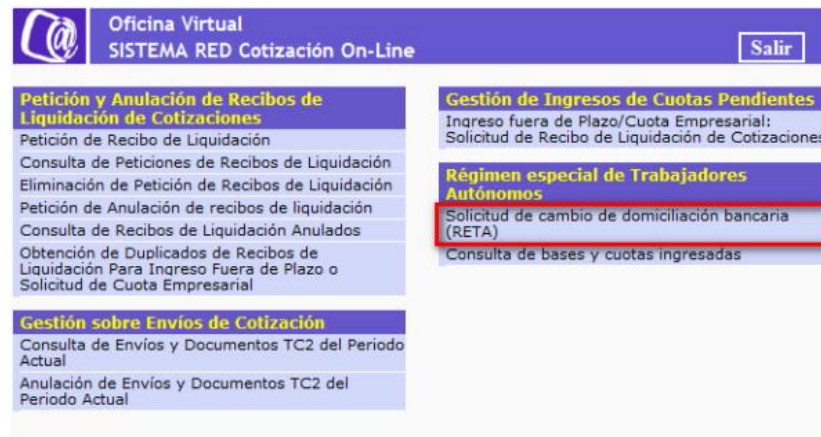 Oficina Virtual
SISTEMA RED Cotización On-Line
Salir
Petición y Anulación de Recibos de
Liquidación de Cotizaciones
Petición de Recibo de Liquidación
Consulta de Peticiones de Recibos de Liquidación
Eliminación de Petición de Recibos de Liquidación
Petición de Anulación de recibos de liquidación
Consulta de Recibos de Liquidación Anulados
Obtención de Duplicados de Recibos de
Liquidación Para Ingreso Fuera de Plazo o
Solicitud de Cuota Empresarial
Gestión sobre Envíos de Cotización
Consulta de Envíos y Documentos TC2 del Periodo
Actual
Anulación de Envíos y Documentos TC2 del
Periodo Actual
Gestión de Ingresos de Cuotas Pendientes
Ingreso fuera de Plazo/Cuota Empresarial:
Solicitud de Recibo de Liquidación de Cotizaciones
Régimen especial de Trabajadores
Autónomos
Solicitud de cambio de domiciliación bancaria
(RETA)
Consulta de bases y cuotas ingresadas